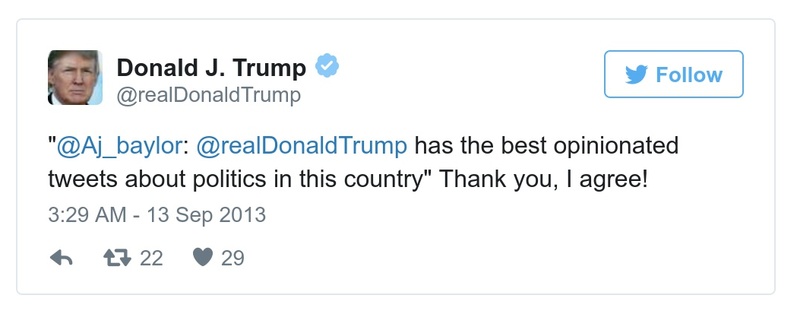 Donald J. Trump
@realDonaldTrump
Follow
"@Aj_baylor: @realDonaldTrump has the best opinionated
tweets about politics in this country" Thank you, I agree!
3:29 AM - 13 Sep 2013
22 29